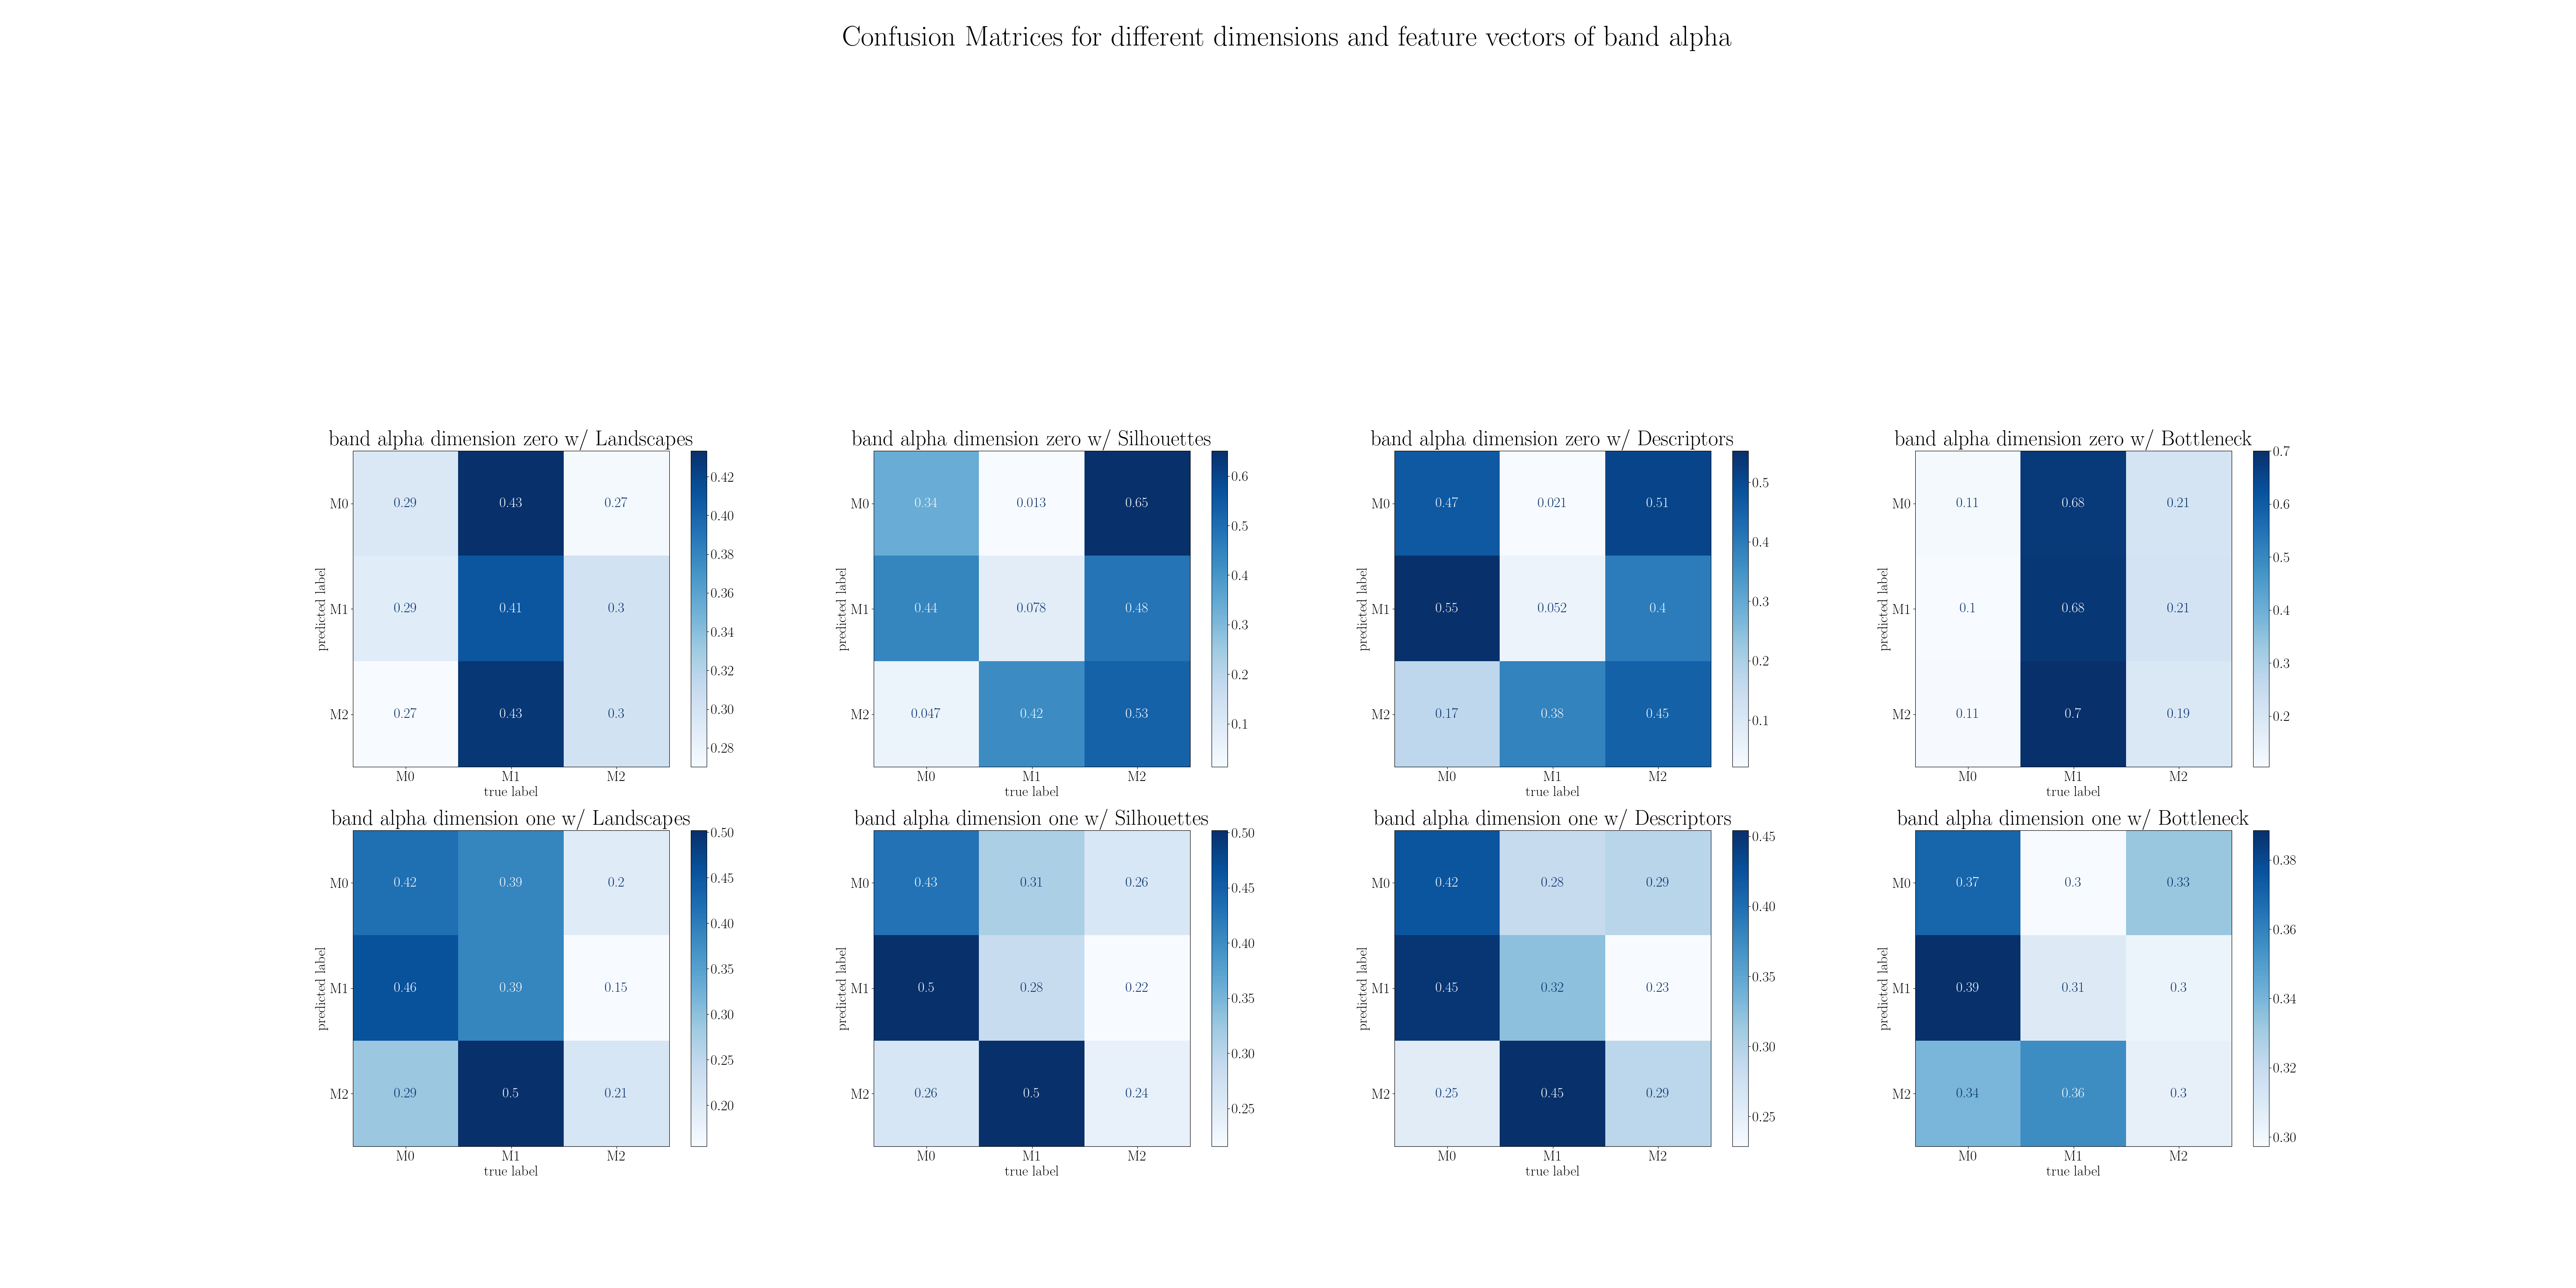 Confusion Matrices for different dimensions and feature vectors of band alpha
band alpha dimension zero w/ Landscapes
predicted label
M0 0.29 0.43 0.27
M1 0.29 0.41 0.3
M2 0.27 0.43 0.3
M0 M1 M2
true label
0.42
0.40
0.38
0.36
0.34
0.32
0.30
0.28
band alpha dimension zero w/ Silhouettes
predicted label
M0 0.34 0.013 0.65
M1 0.44 0.078 0.48
M2 0.047 0.42 0.53
M0 M1 M2
true label
0.6
0.5
0.4
0.3
0.2
0.1
band alpha dimension zero w/ Descriptors
predicted label
M0 0.47 0.021 0.51
M1 0.55 0.052 0.4
M2 0.17 0.38 0.45
M0 M1 M2
true label
0.5
0.4
0.3
0.2
0.1
band alpha dimension zero w/ Bottleneck
predicted label
M0 0.11 0.68 0.21
M1 0.1 0.68 0.21
M2 0.11 0.7 0.19
M0 M1 M2
true label
0.7
0.6
0.5
0.4
0.3
0.2
band alpha dimension one w/ Landscapes
predicted label
M0 0.42 0.39 0.2
M1 0.46 0.39 0.15
M2 0.29 0.5 0.21
M0 M1 M2
true label
0.50
0.45
0.40
0.35
0.30
0.25
0.20
band alpha dimension one w/ Silhouettes
predicted label
M0 0.43 0.31 0.26
M1 0.5 0.28 0.22
M2 0.26 0.5 0.24
M0 M1 M2
true label
0.50
0.45
0.40
0.35
0.30
0.25
band alpha dimension one w/ Descriptors
predicted label
M0 0.42 0.28 0.29
M1 0.45 0.32 0.23
M2 0.25 0.45 0.29
M0 M1 M2
true label
0.45
0.40
0.35
0.30
0.25
band alpha dimension one w/ Bottleneck
predicted label
M0 0.37 0.3 0.33
M1 0.39 0.31 0.3
M2 0.34 0.36 0.3
M0 M1 M2
true label
0.38
0.36
0.34
0.32
0.30